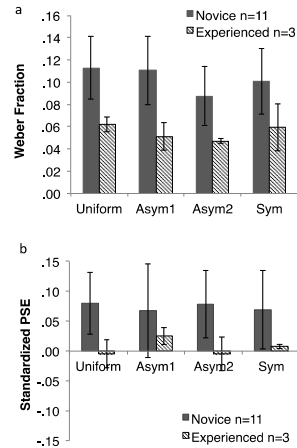 a
Novice n=11
Experienced n=3
Weber Fraction
.16
.14
.12
.10
.08
.06
.04
.02
.00
Uniform Asym1 Asym2 Sym
b
Standardized PSE
.15
.10
.05
.00
-.05
-.10
-.15
Uniform Asym1 Asym2 Sym
Novice n=11
Experienced n=3